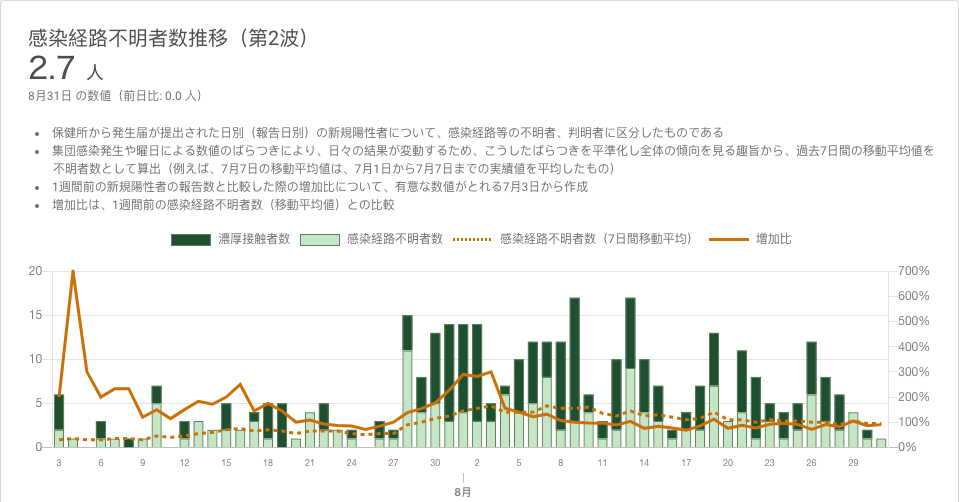 感染経路不明者数推移（第2波）
2.7 人
8月31日 の数値（前日比: 0.0 人）
• 保健所から発生届が提出された日別（報告日別）の新規陽性者について、感染経路等の不明者、判明者に区分したものである
• 集団感染発生や曜日による数値のばらつきにより、日々の結果が変動するため、こうしたばらつきを平準化し全体の傾向を見る趣旨から、過去7日間の移動平均値を
不明者数として算出（例えば、7月7日の移動平均値は、7月1日から7月7日までの実績値を平均したもの）
• 1週間前の新規陽性者の報告数と比較した際の増加比について、有意な数値がとれる7月3日から作成
• 増加比は、1週間前の感染経路不明者数（移動平均値）との比較
濃厚接触者数 感染経路不明者数 感染経路不明者数（7日間移動平均） 増加比
20 700%
600%
15 500%
400%
10
300%
5 200%
100%
0 0%
3 6 9 12 15 18 21 24 27 30 2 5 8 11 14 17 20 23 26 29
8月